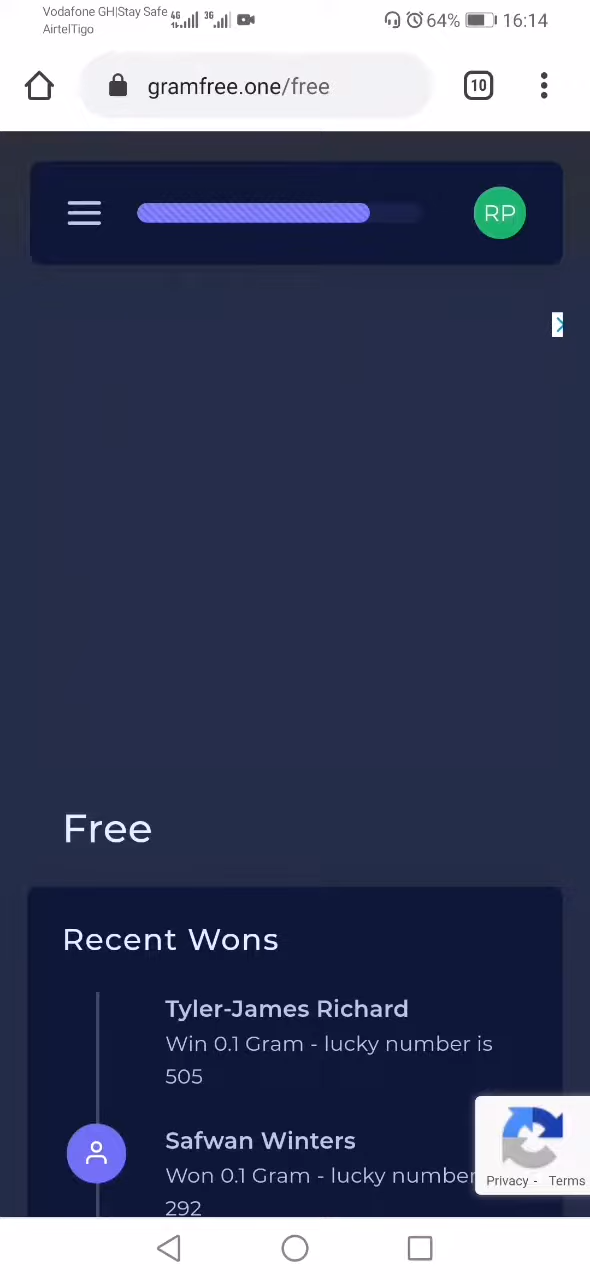 Vodafone GH|Stay Safe 4G 3G 64% 16:14
AirtelTigo
gramfree.one/free 10
RP
Free
Recent Wons
Tyler-James Richard
Win 0.1 Gram - lucky number is
505
Safwan Winters
Won 0.1 Gram - lucky number
292
Privacy - Terms